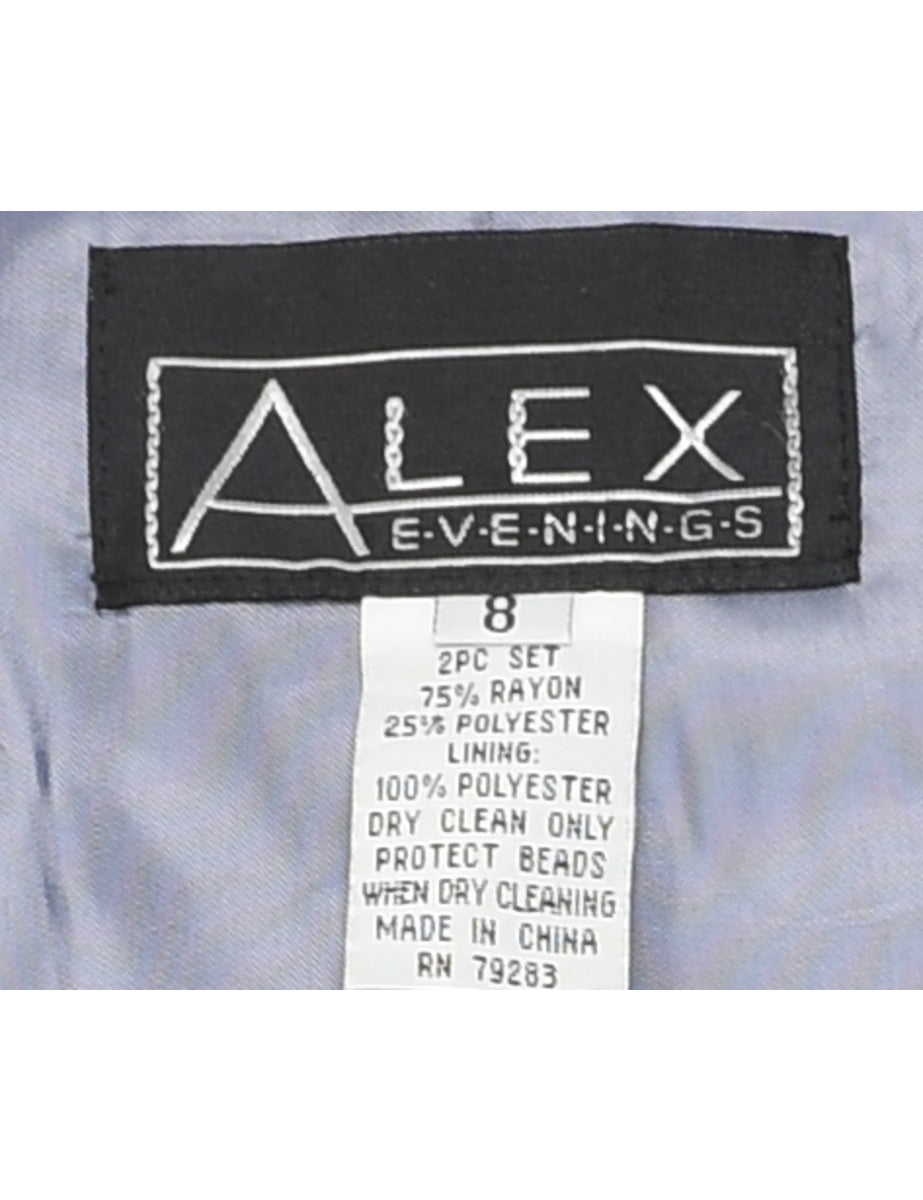 ALEX
E-V-E-N-I-N-G-S
8
2PC SET
75% RAYON
25% POLYESTER
LINING:
100% POLYESTER
DRY CLEAN ONLY
PROTECT BEADS
WHEN DRY CLEANING
MADE IN CHINA
RN 79283